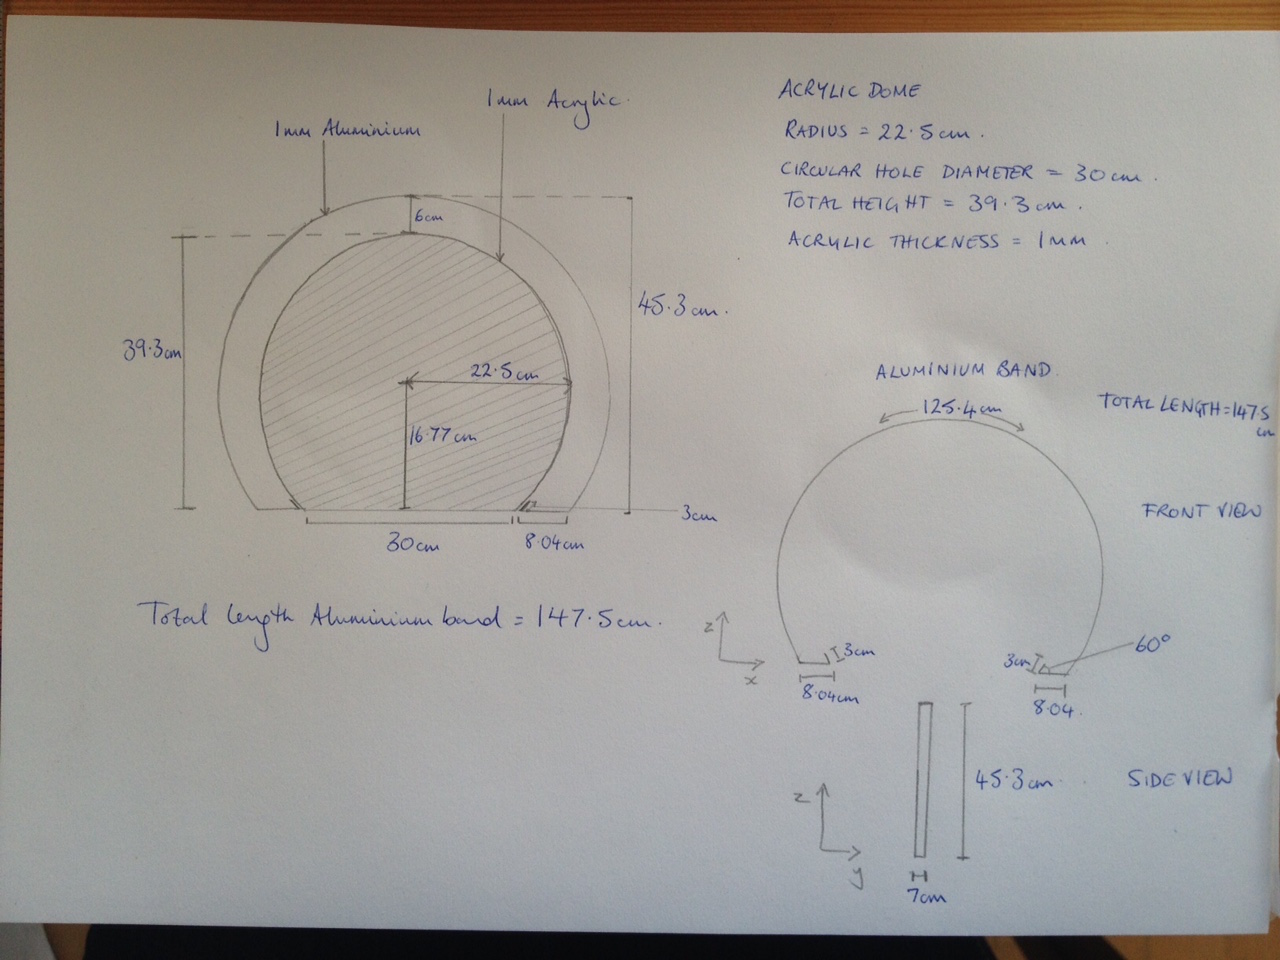 1mm Acrylic.
1mm Aluminium
6cm
39.3cm
45.3cm.
22.5cm
16.77cm
3cm
30cm
8.04cm
Total length Aluminium band = 147.5cm.
ACRYLIC DOME
RADIUS = 22.5cm.
CIRCULAR HOLE DIAMETER = 30cm.
TOTAL HEIGHT = 39.3cm.
ACRYLIC THICKNESS = 1MM
ALUMINIUM BAND
125.4cm
TOTAL LENGTH = 147.5
cm
FRONT VIEW
z
x
3cm
8.04cm
3cm
60°
8.04.
z
y
45.3cm.
SIDE VIEW
7cm